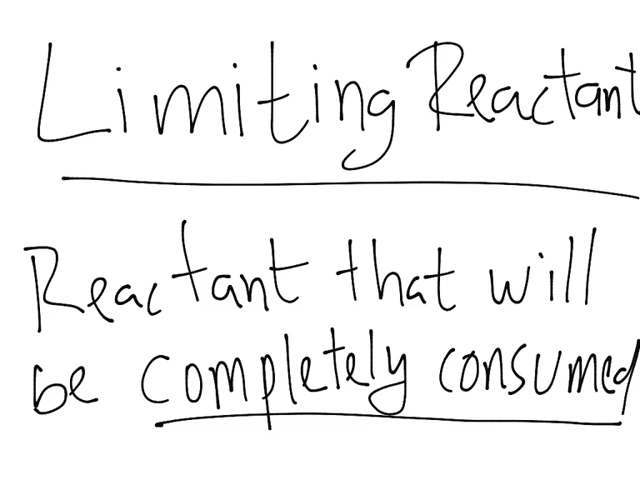 Limiting Reactant
Reactant that will
be completely consumed